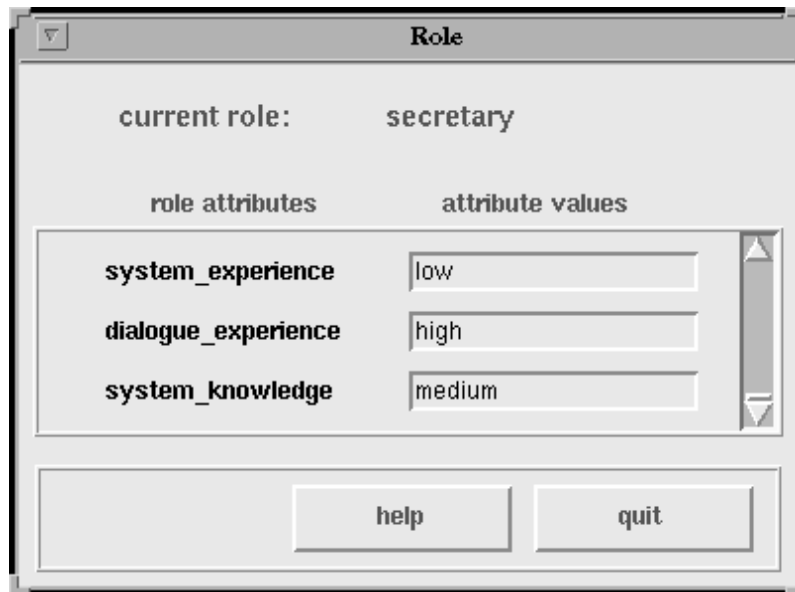 Role
current role: secretary
role attributes attribute values
system_experience low
dialogue_experience high
system_knowledge medium
help quit